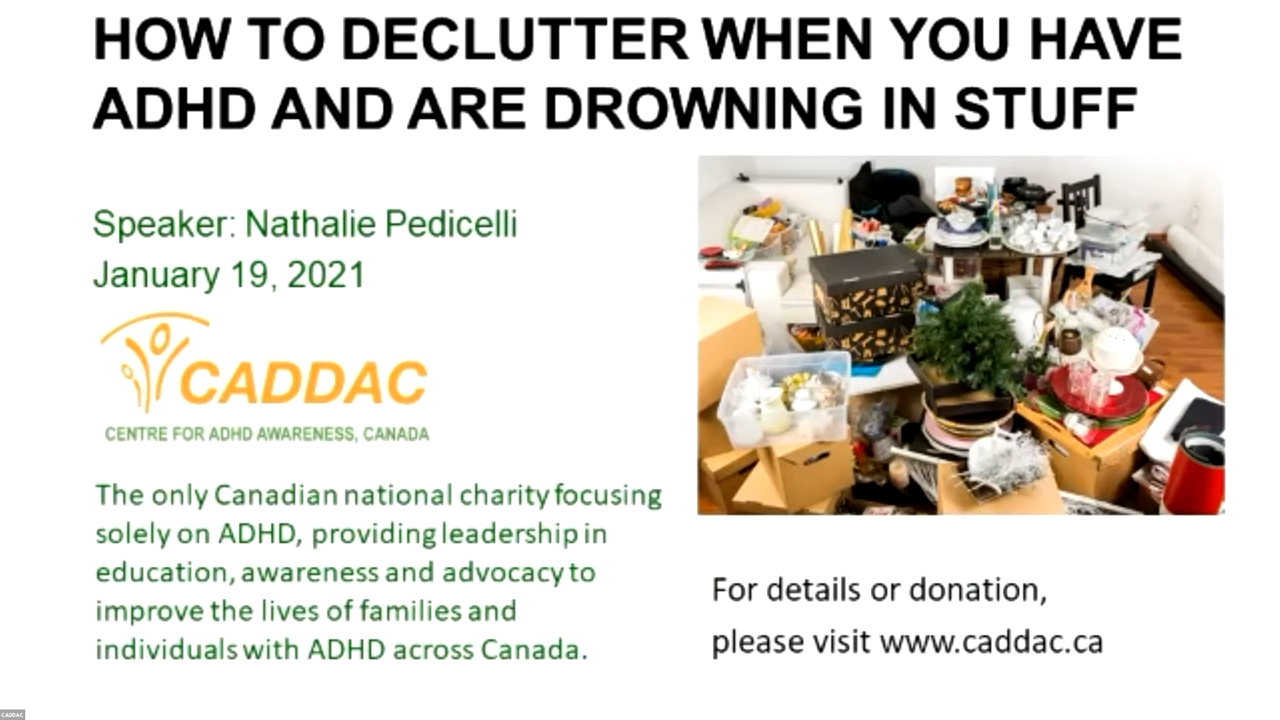 HOW TO DECLUTTER WHEN YOU HAVE
ADHD AND ARE DROWNING IN STUFF
Speaker: Nathalie Pedicelli
January 19, 2021
CADDAC
CENTRE FOR ADHD AWARENESS, CANADA
The only Canadian national charity focusing
solely on ADHD, providing leadership in
education, awareness and advocacy to
improve the lives of families and
individuals with ADHD across Canada.
For details or donation,
please visit www.caddac.ca
CADDAC